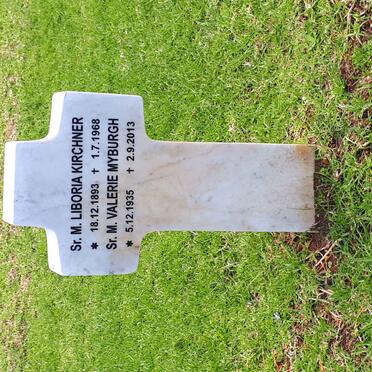 Sr. M. LIBORIA KIRCHNER
* 18.12.1893 † 1.7.1968
Sr. M. VALERIE MYBURGH
* 5.12.1935 † 2.9.2013